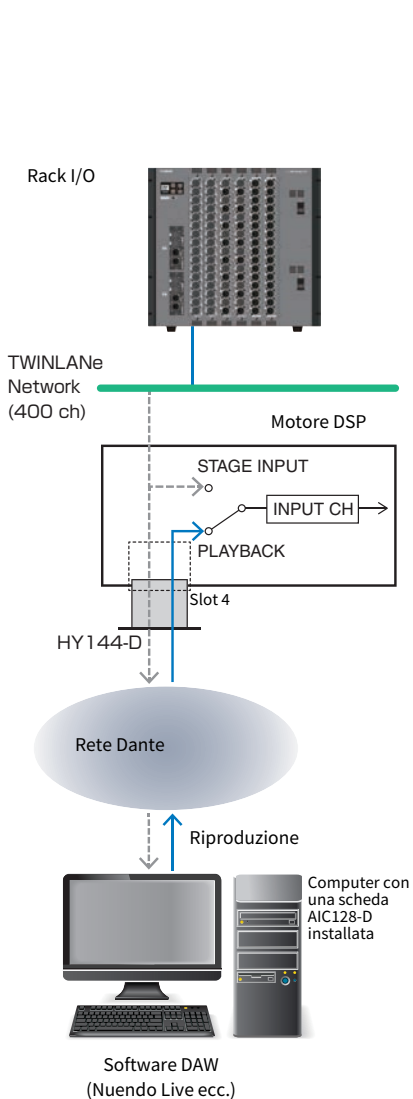 Rack I/O
TWINLANe
Network
(400 ch)
Motore DSP
STAGE INPUT
INPUT CH
PLAYBACK
Slot 4
HY144-D
Rete Dante
Riproduzione
Computer con
una scheda
AIC128-D
installata
Software DAW
(Nuendo Live ecc.)